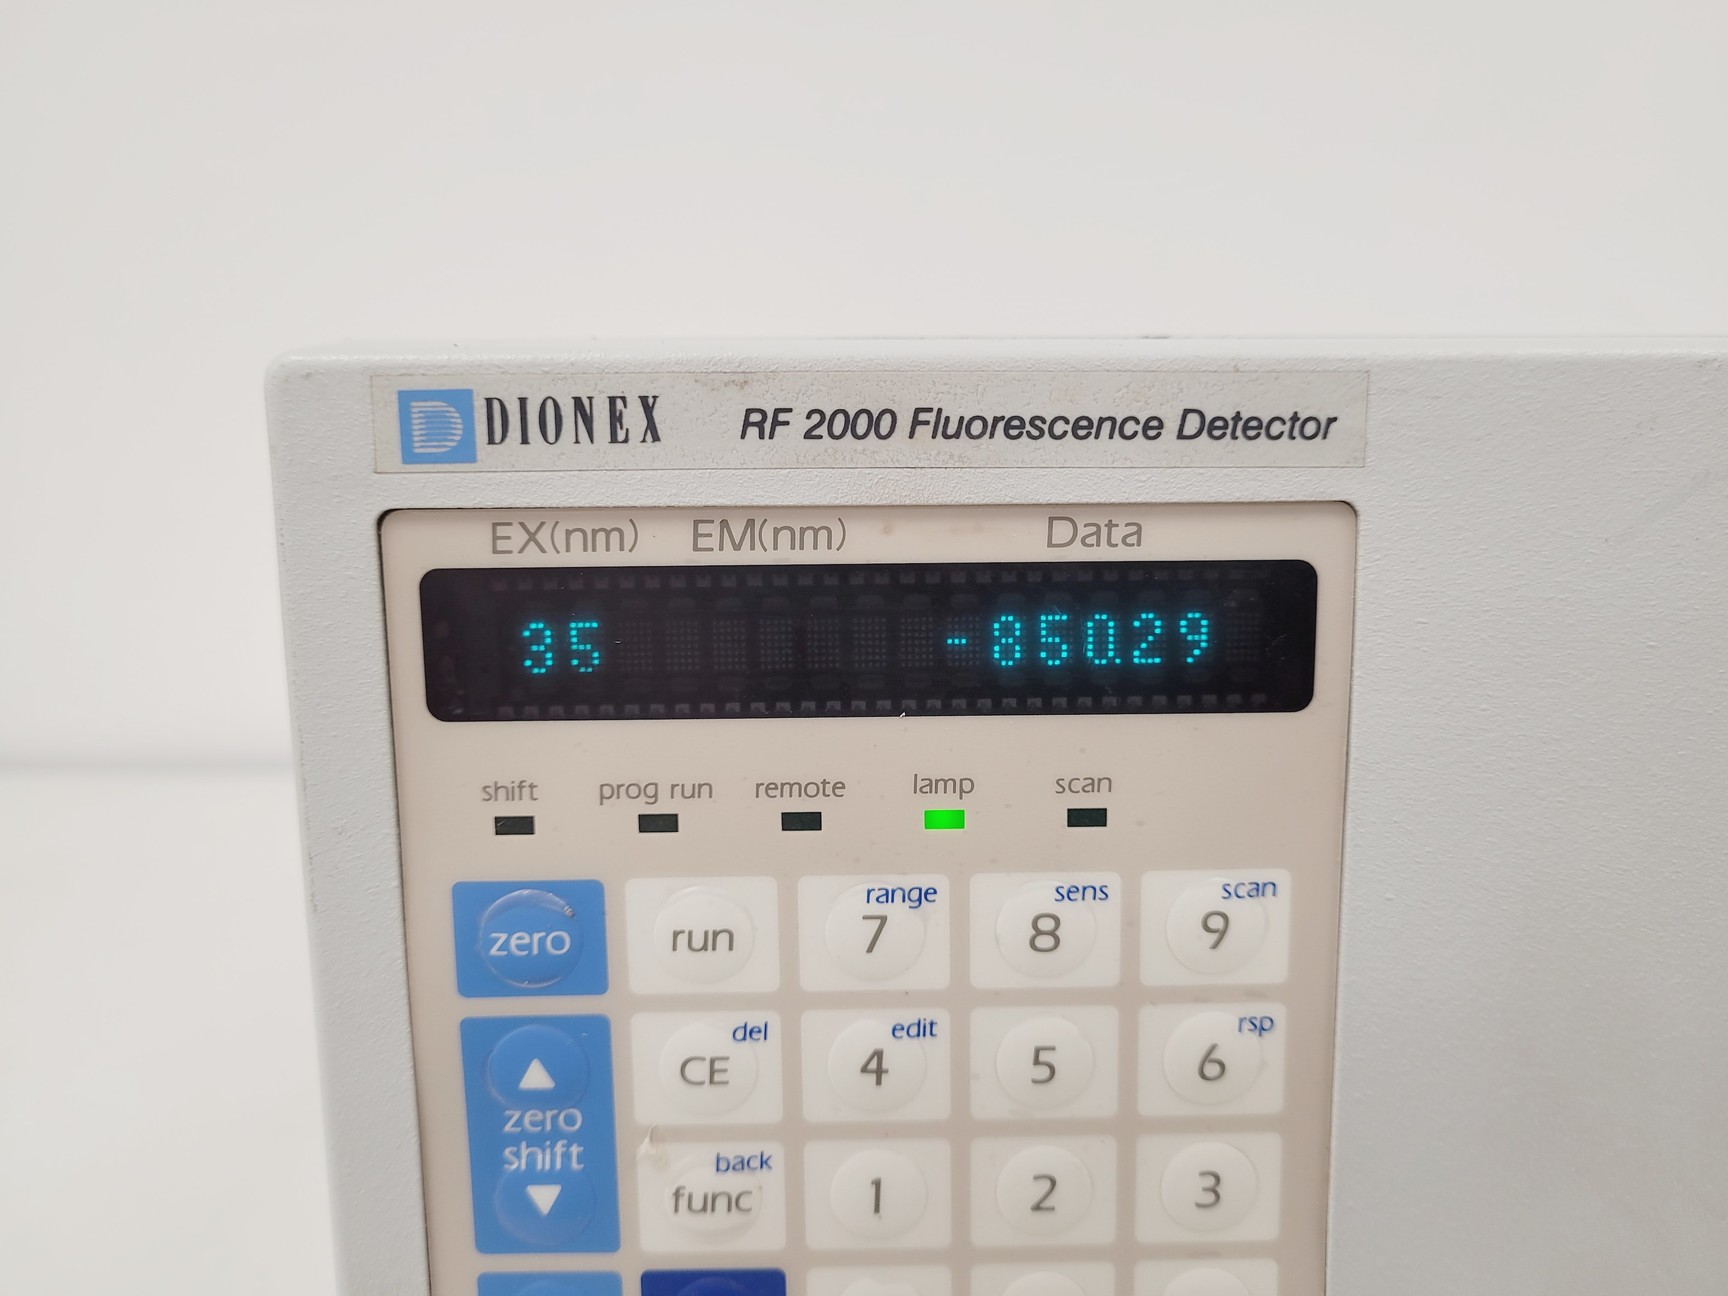 DIONEX RF 2000 Fluorescence Detector
EX(nm) EM(nm) Data
35 -850.29
shift prog run remote lamp scan
zero run range 7 sens 8 scan 9
del CE edit 4 5 rsp 6
zero shift
back func 1 2 3